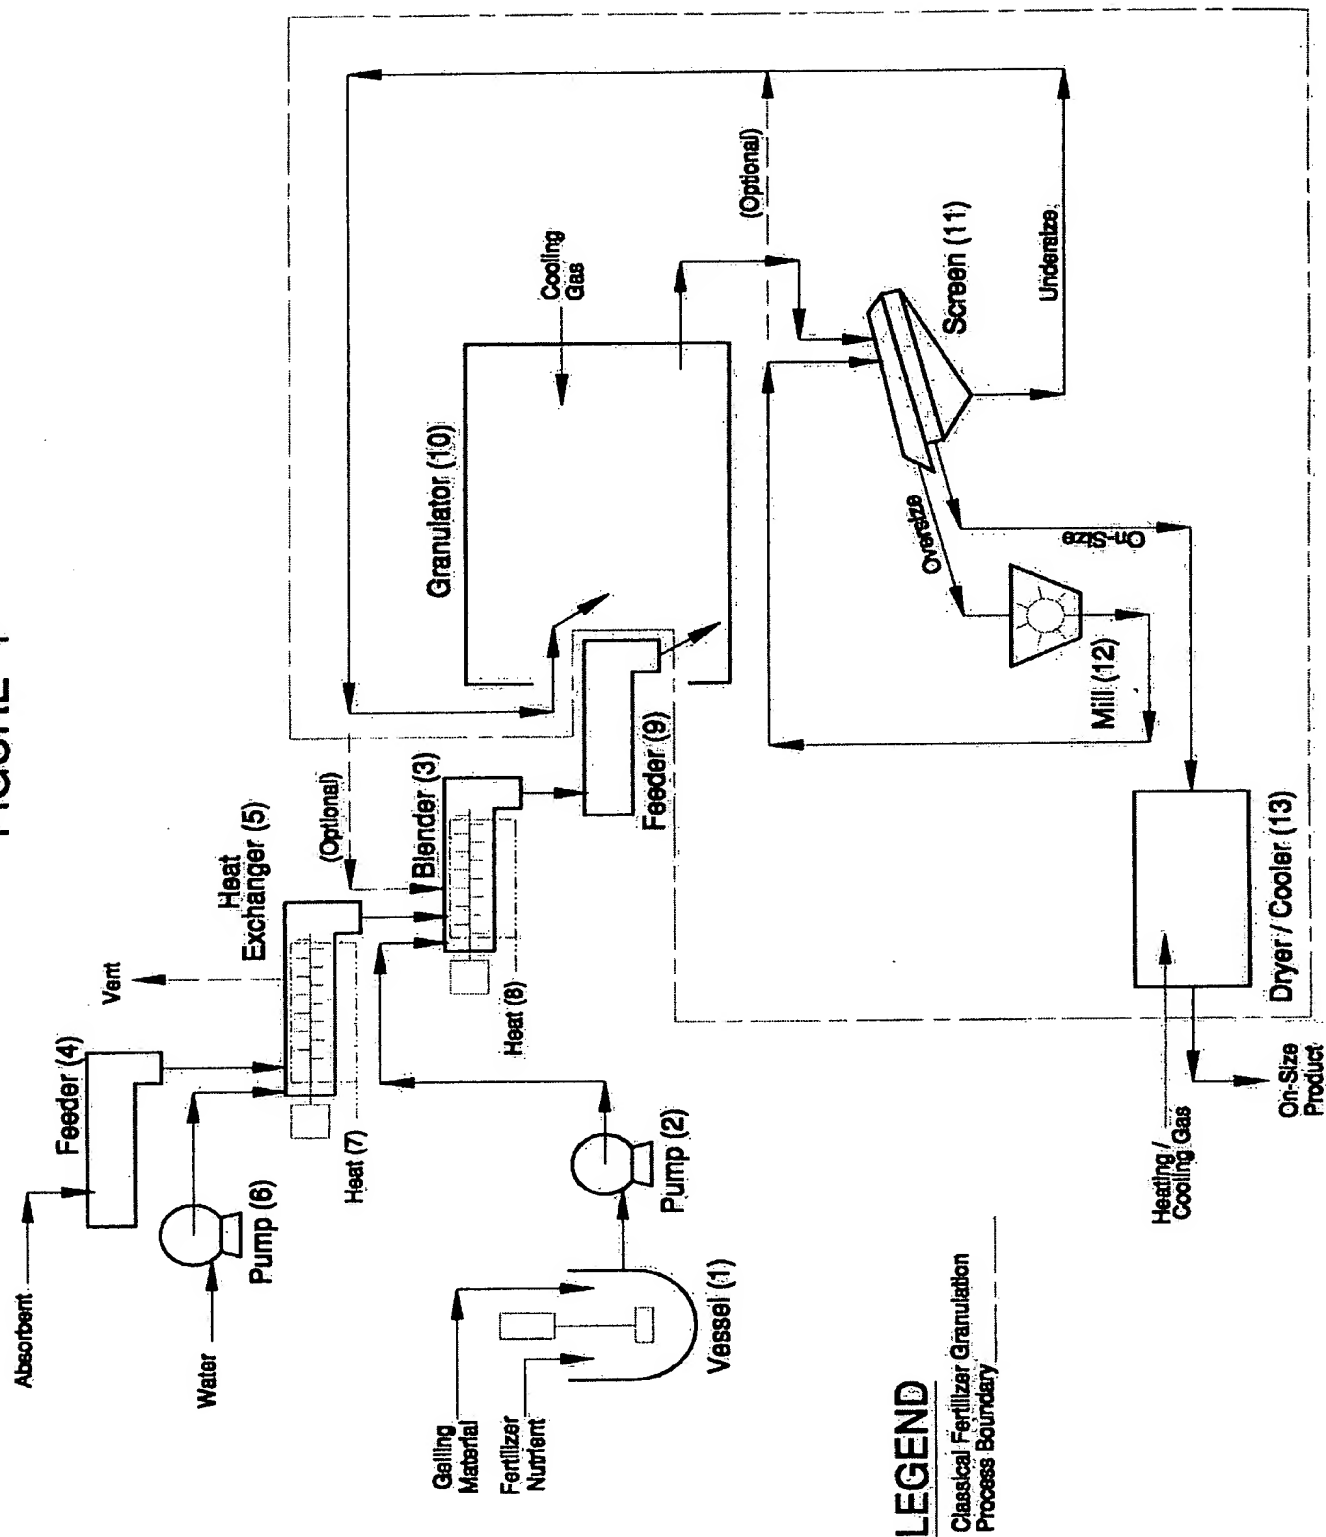 Absorbent
Feeder (4)
Water
Pump (6)
Vent
Heat
Exchanger (5)
Heat (7)
(Optional)
Blender (3)
Heat (8)
Gelling
Material
Fertilizer
Nutrient
Vessel (1)
Pump (2)
Feeder (9)
Granulator (10)
Cooling
Gas
(Optional)
Screen (11)
Undersize
Oversize
On-Size
Mill (12)
Dryer / Cooler (13)
Heating /
Cooling Gas
On-Size
Product
LEGEND
Classical Fertilizer Granulation
Process Boundary